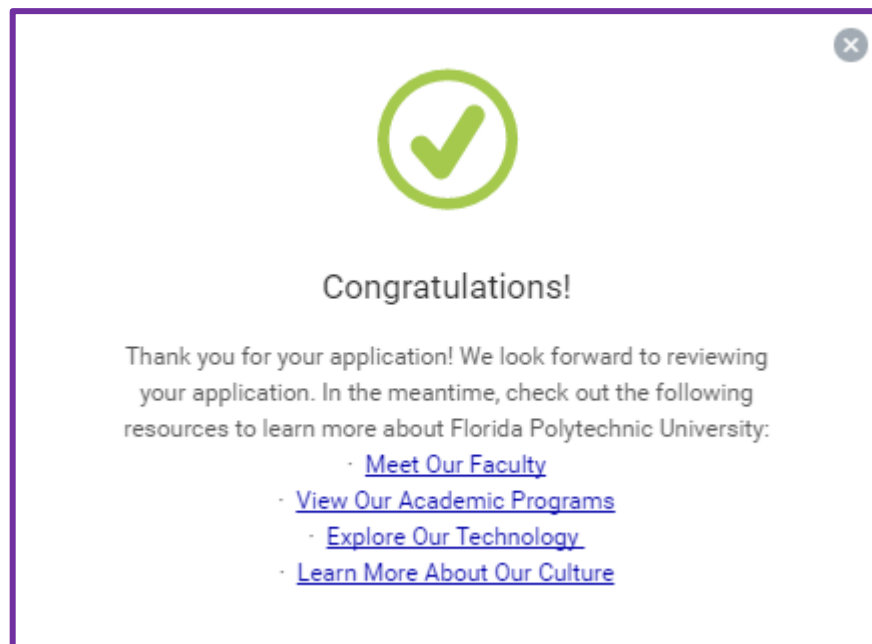 Congratulations!
Thank you for your application! We look forward to reviewing
your application. In the meantime, check out the following
resources to learn more about Florida Polytechnic University:
· Meet Our Faculty
· View Our Academic Programs
· Explore Our Technology
· Learn More About Our Culture